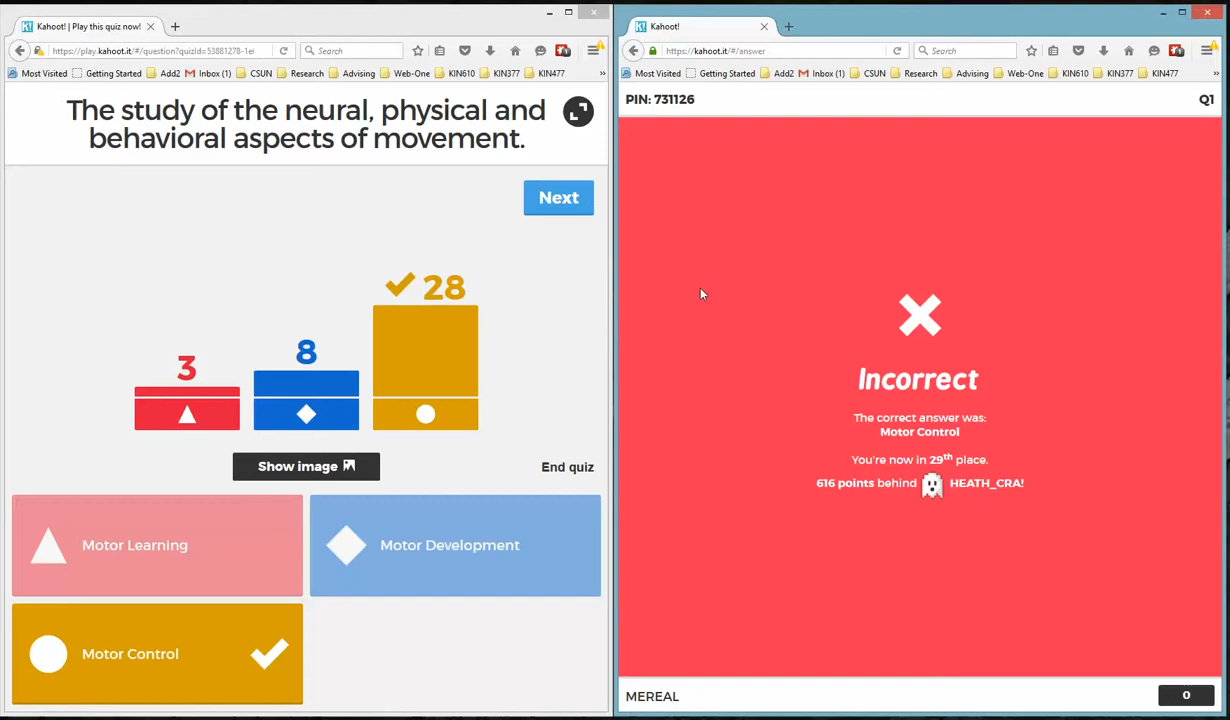 Kahoot! | Play this quiz now!
https://play.kahoot.it/#/question?quizId=53881278-1e
Search
Most Visited
Getting Started
Add2
Inbox (1)
CSUN
Research
Advising
Web-One
KIN610
KIN377
KIN477
»
The study of the neural, physical and
behavioral aspects of movement.
Next
3
8
28
Show image
End quiz
Motor Learning
Motor Development
Motor Control
Kahoot!
https://kahoot.it/#/answer
Search
Most Visited
Getting Started
Add2
Inbox (1)
CSUN
Research
Advising
Web-One
KIN610
KIN377
KIN477
»
PIN: 731126
Q1
Incorrect
The correct answer was:
Motor Control
You're now in 29th place.
616 points behind HEATH_CRA!
MEREAL
0